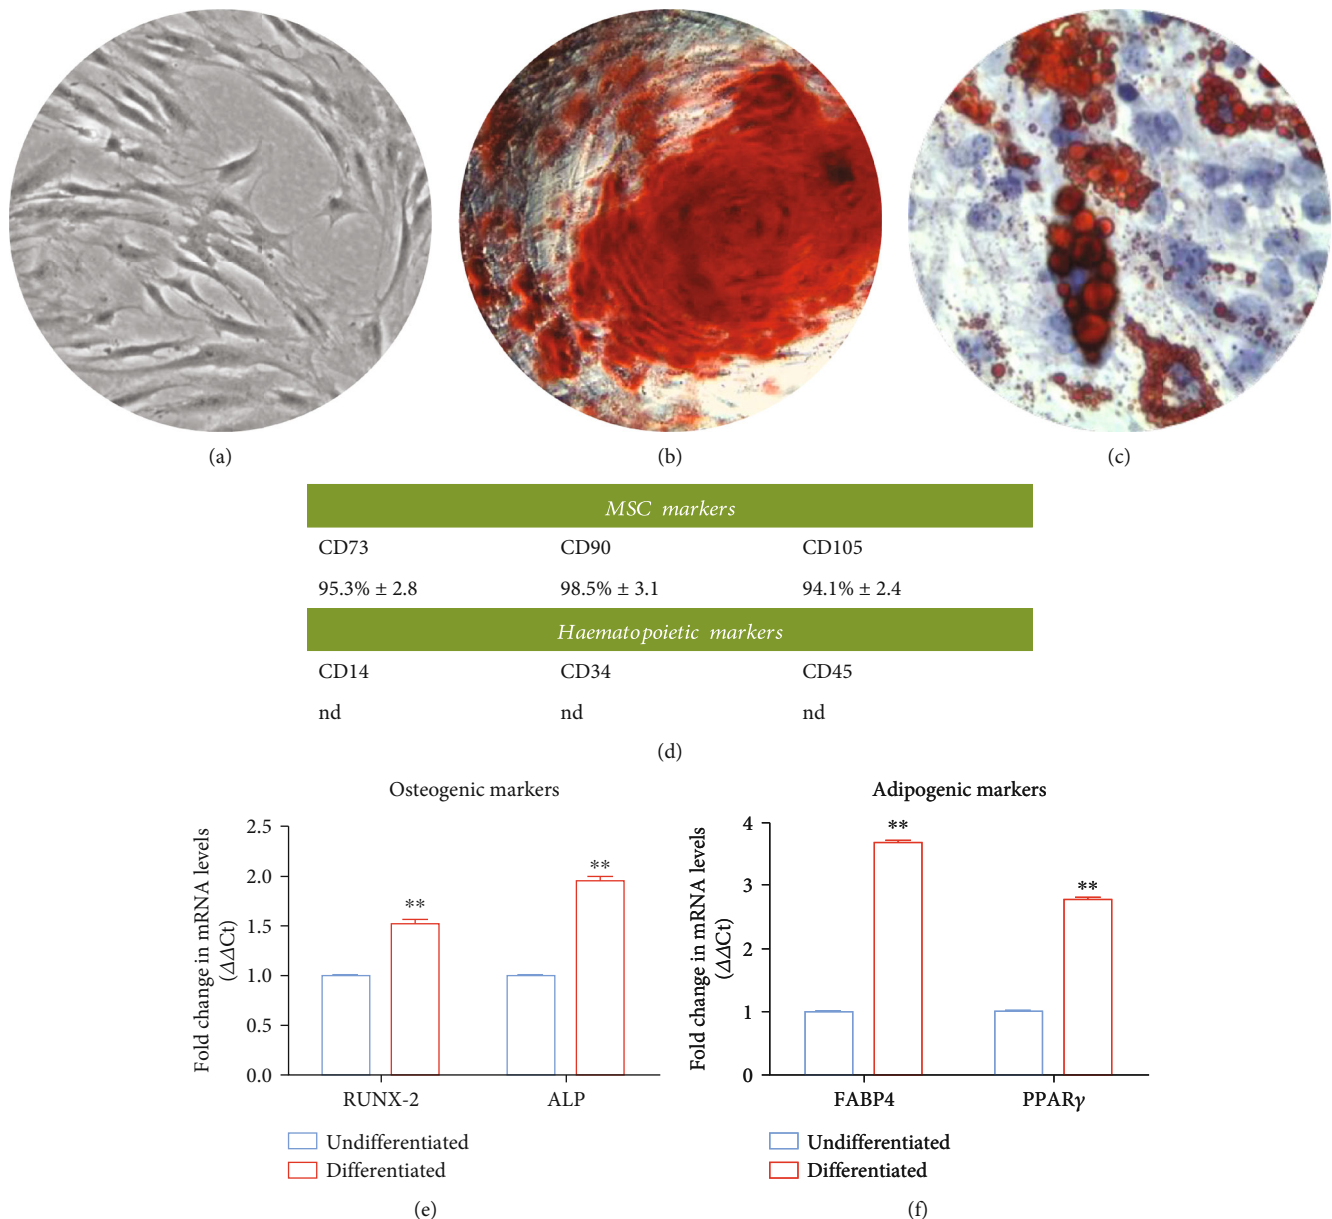 (a)
(b)
(c)
MSC markers
CD73 CD90 CD105
95.3% ± 2.8 98.5% ± 3.1 94.1% ± 2.4
Haematopoietic markers
CD14 CD34 CD45
nd nd nd
(d)
Osteogenic markers
Fold change in mRNA levels
(ΔΔCt)
2.5
2.0
1.5
1.0
0.5
0.0
**
**
RUNX-2 ALP
Undifferentiated
Differentiated
(e)
Adipogenic markers
Fold change in mRNA levels
(ΔΔCt)
4
3
2
1
0
**
**
FABP4 PPARγ
Undifferentiated
Differentiated
(f)